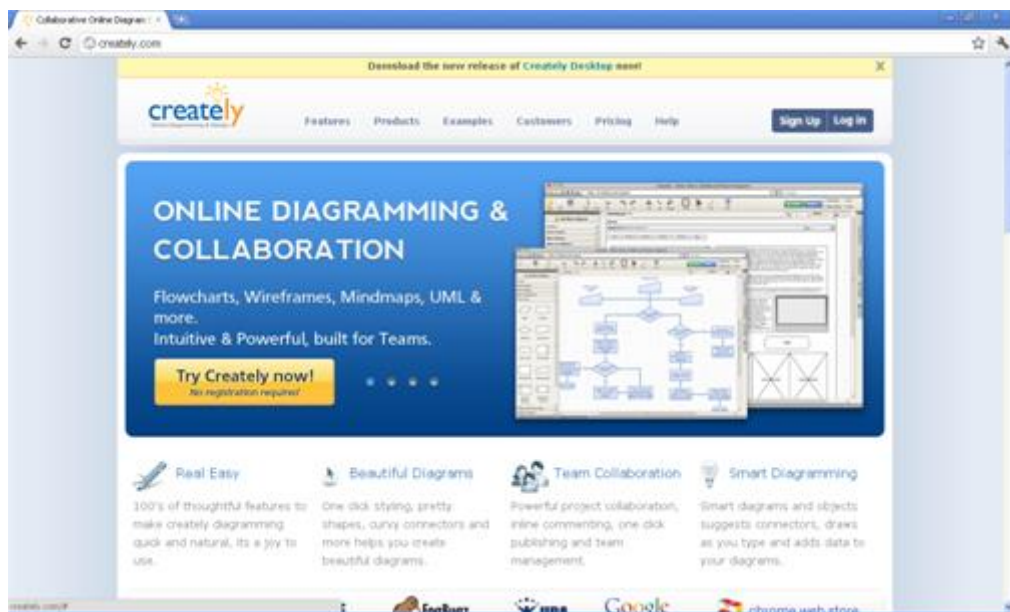 Collaborative Online Diagram
creately.com
Download the new release of Creately Desktop now!
X
creately
Features Products Examples Customers Pricing Help
Sign Up Log in
ONLINE DIAGRAMMING &
COLLABORATION
Flowcharts, Wireframes, Mindmaps, UML &
more.
Intuitive & Powerful, built for Teams.
Try Creately now!
No registration required
Real Easy
100's of thoughtful features to
make creately diagramming
quick and natural, its a joy to
use.
Beautiful Diagrams
One click styling, pretty
shapes, curvy connectors and
more helps you create
beautiful diagrams.
Team Collaboration
Powerful project collaboration,
inline commenting, one click
publishing and team
management.
Smart Diagramming
Smart diagrams and objects
suggests connectors, draws
as you type and adds data to
your diagrams.
creately.com/#
FogBugz
Google
chrome web store